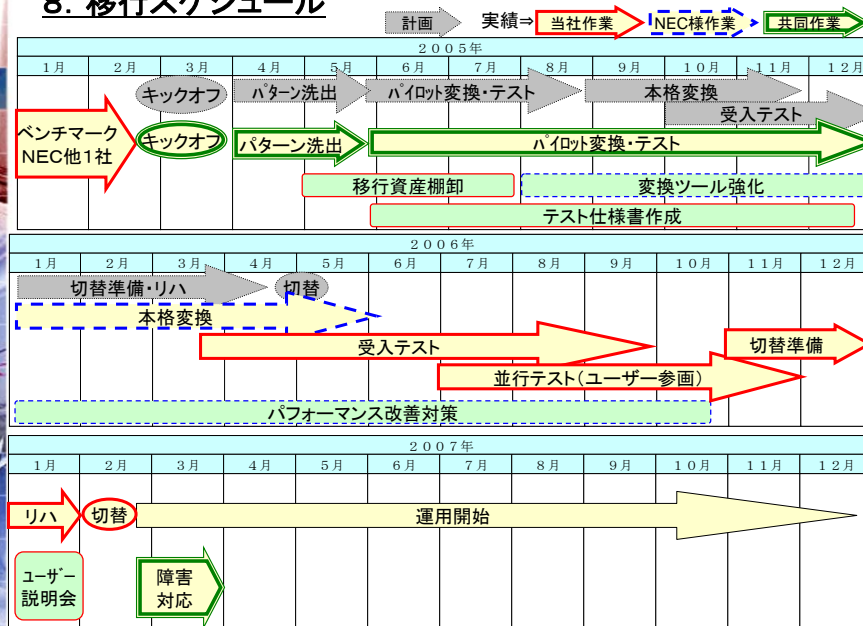 8. 移行スケジュール
計画 実績⇒ 当社作業 NEC様作業 共同作業
2005年
1月 2月 3月 4月 5月 6月 7月 8月 9月 10月 11月 12月
キックオフ パターン洗出 パイロット変換・テスト 本格変換
受入テスト
ベンチマーク
NEC他1社
キックオフ パターン洗出 パイロット変換・テスト
移行資産棚卸 変換ツール強化
テスト仕様書作成
2006年
1月 2月 3月 4月 5月 6月 7月 8月 9月 10月 11月 12月
切替準備・リハ 切替
本格変換
受入テスト 切替準備
並行テスト(ユーザー参画)
パフォーマンス改善対策
2007年
1月 2月 3月 4月 5月 6月 7月 8月 9月 10月 11月 12月
リハ 切替 運用開始
ユーザー
説明会
障害
対応